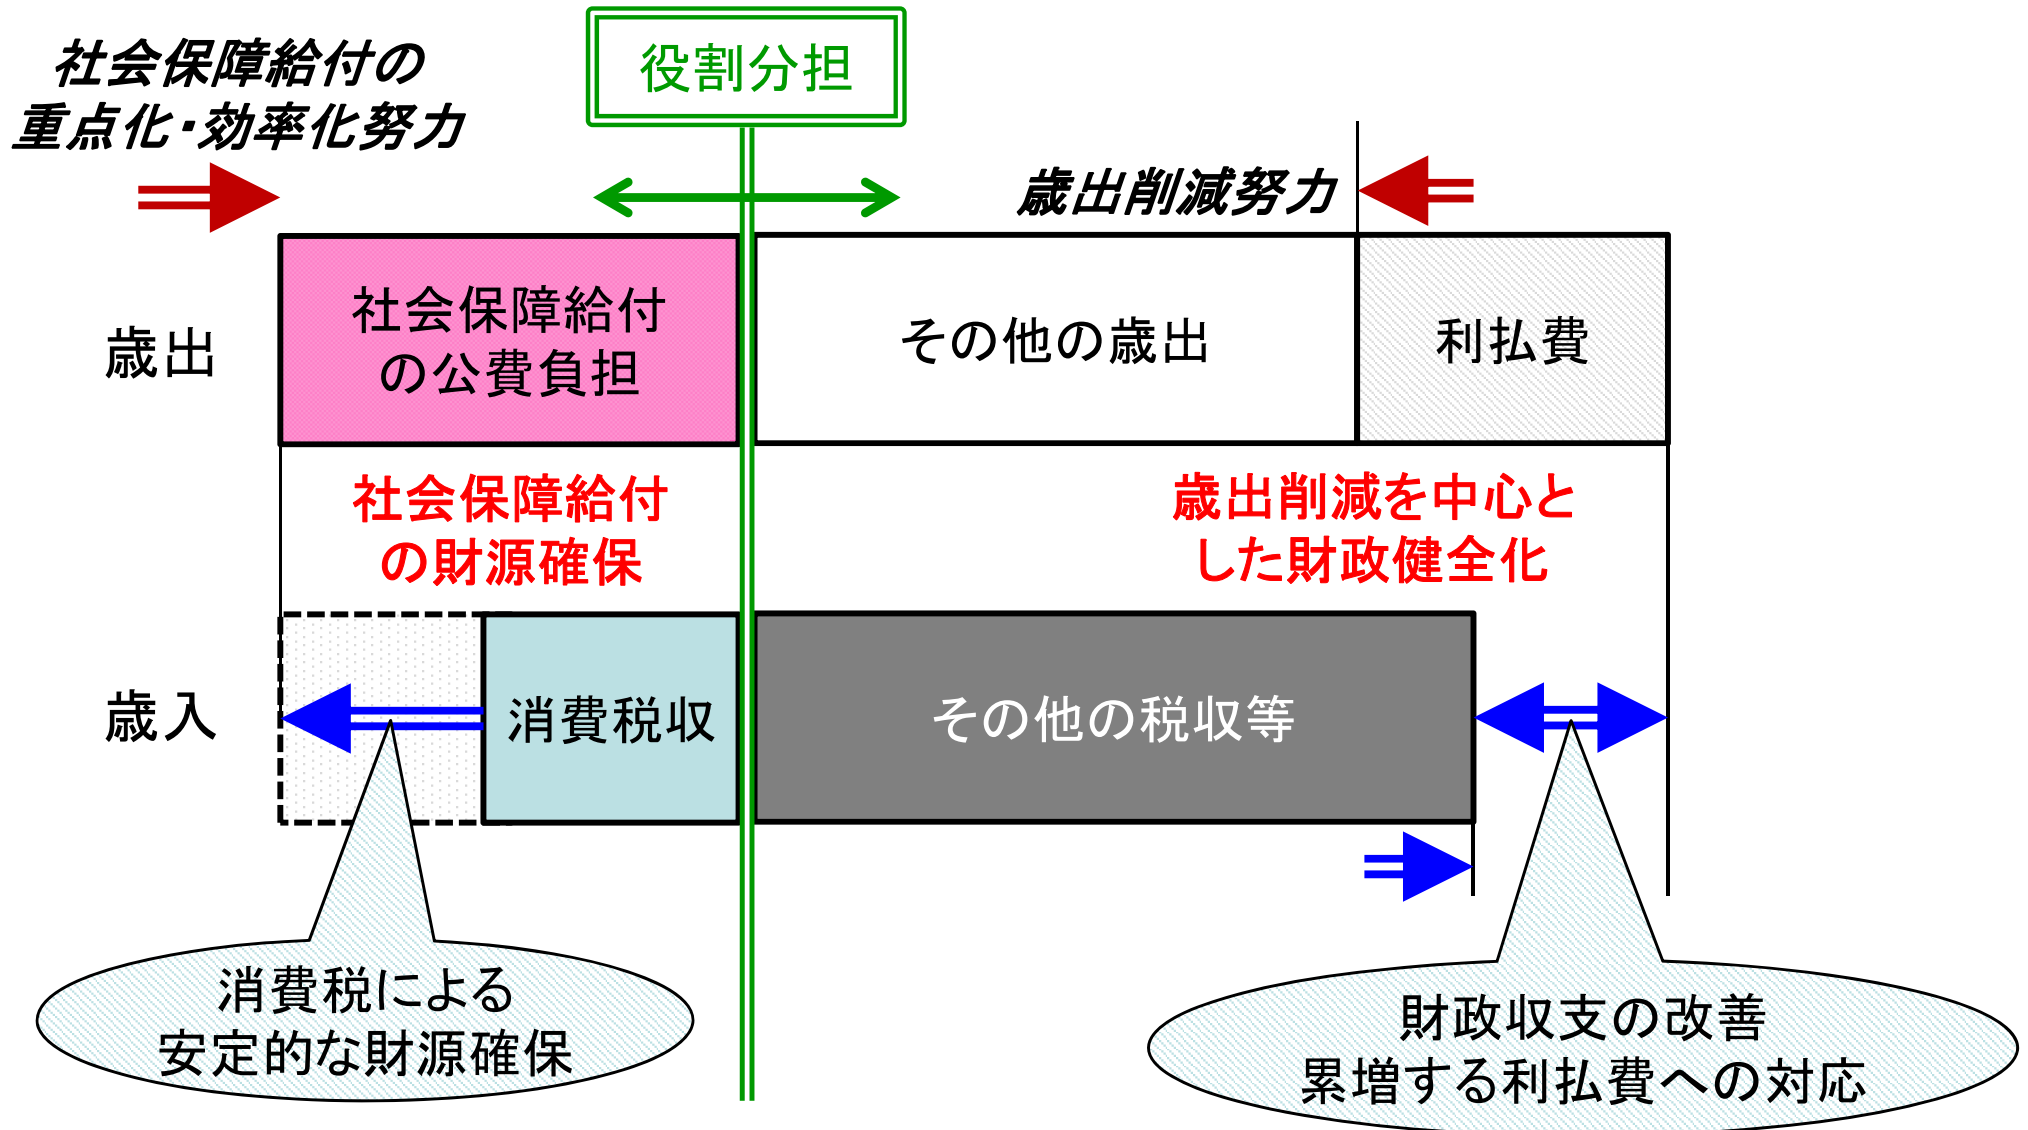 社会保障給付の
重点化・効率化努力
役割分担
歳出削減努力
歳出
社会保障給付
の公費負担
その他の歳出
利払費
社会保障給付
の財源確保
歳出削減を中心と
した財政健全化
歳入
消費税収
その他の税収等
消費税による
安定的な財源確保
財政収支の改善
累増する利払費への対応